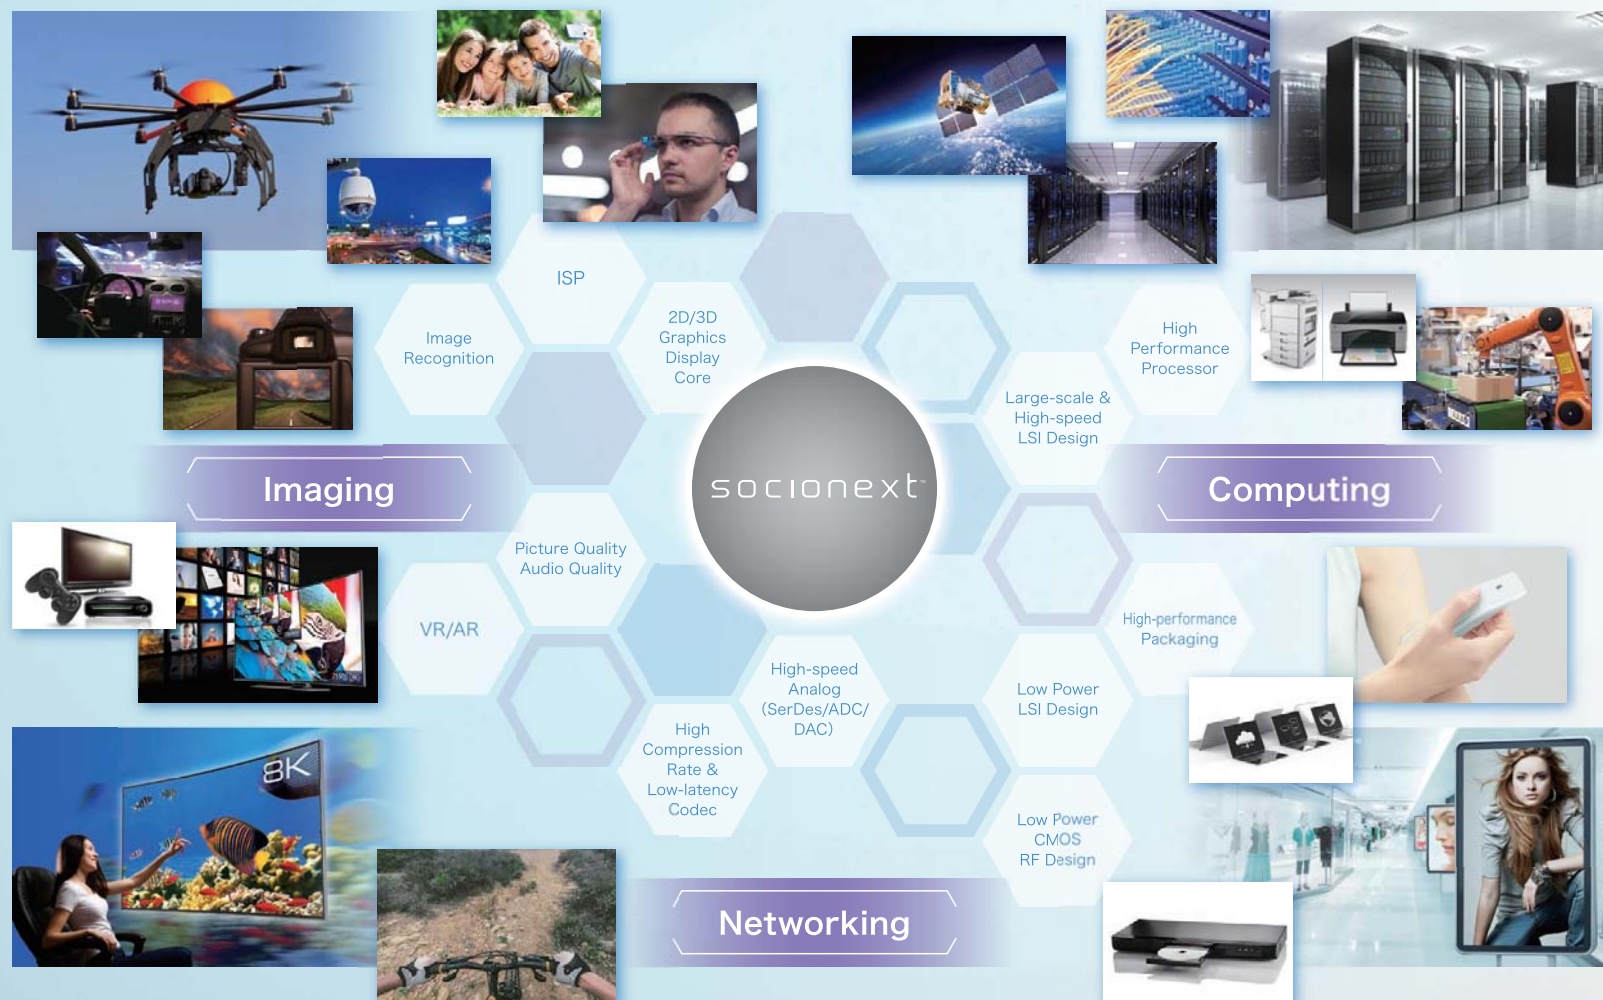 ISP
Image
Recognition
2D/3D
Graphics
Display
Core
High
Performance
Processor
Large-scale &
High-speed
LSI Design
Imaging
socionext
Computing
Picture Quality
Audio Quality
VR/AR
High-performance
Packaging
High-speed
Analog
(SerDes/ADC/
DAC)
Low Power
LSI Design
High
Compression
Rate &
Low-latency
Codec
8K
Low Power
CMOS
RF Design
Networking